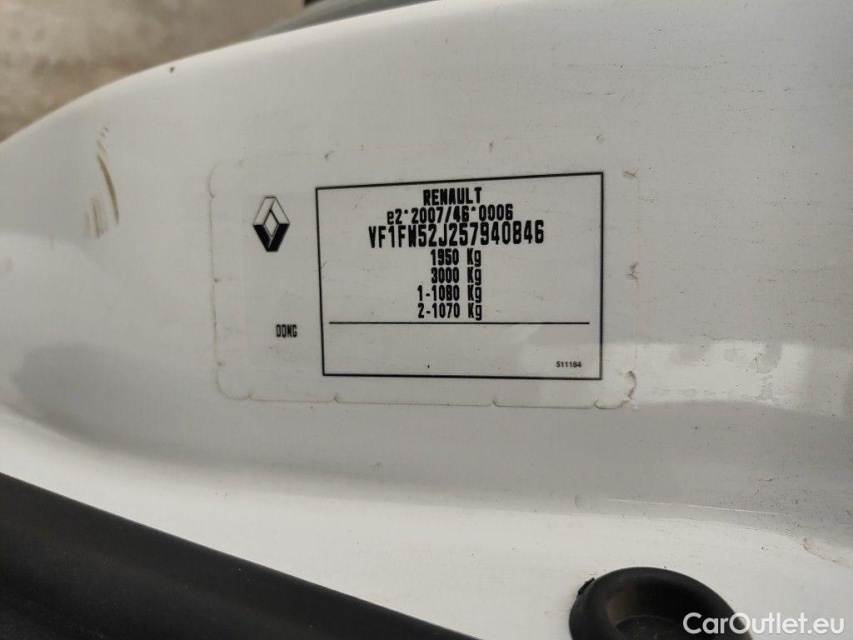 RENAULT
e2*2007/46*0006
VF1FW52J257940846
1950 Kg
3000 Kg
1-1080 Kg
2-1070 Kg
DDNG
511184
CarOutlet.eu